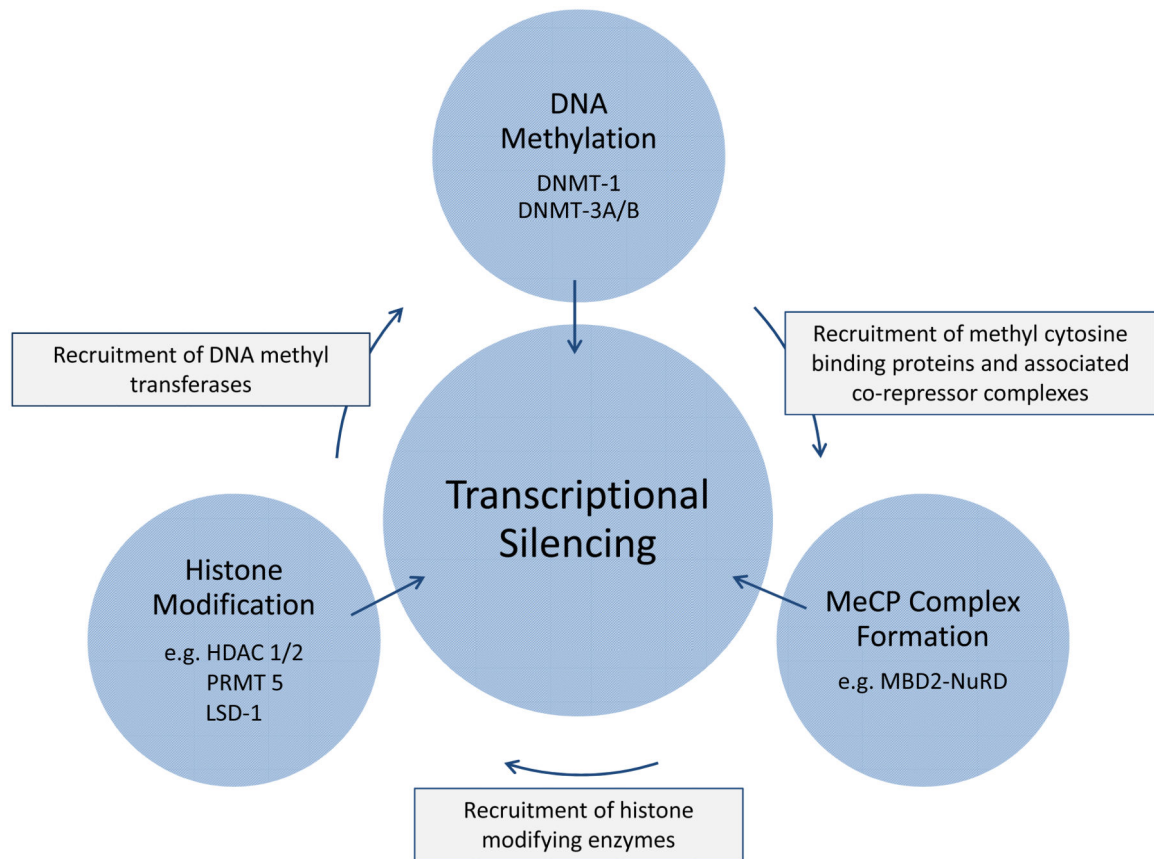 DNA
Methylation
DNMT-1
DNMT-3A/B
Recruitment of DNA methyl
transferases
Recruitment of methyl cytosine
binding proteins and associated
co-repressor complexes
Transcriptional
Silencing
Histone
Modification
e.g. HDAC 1/2
PRMT 5
LSD-1
MeCP Complex
Formation
e.g. MBD2-NuRD
Recruitment of histone
modifying enzymes